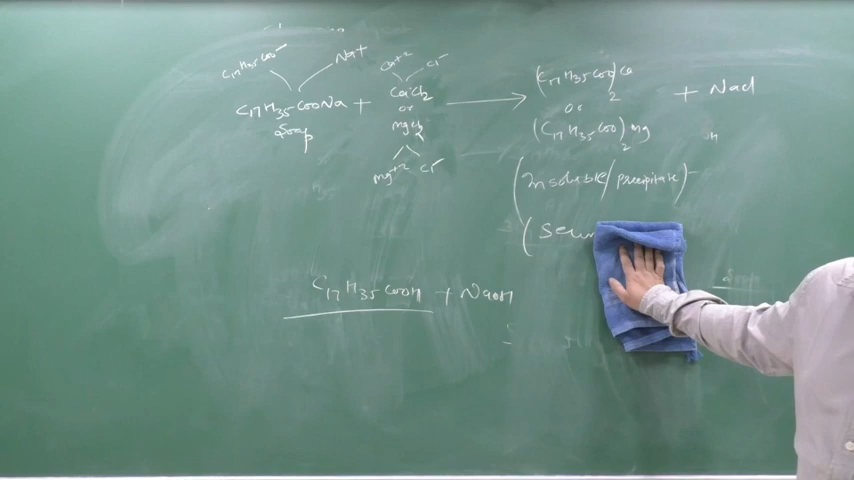 C17H35COO- Na+ Ca+2 Cl-
C17H35COONa + CaCl2 → (C17H35COO)2Ca + NaCl
Soap or or
MgCl2 (C17H35COO)2Mg
Mg+2 Cl-
(Insoluble/precipitate)
C17H35COOH + NaOH